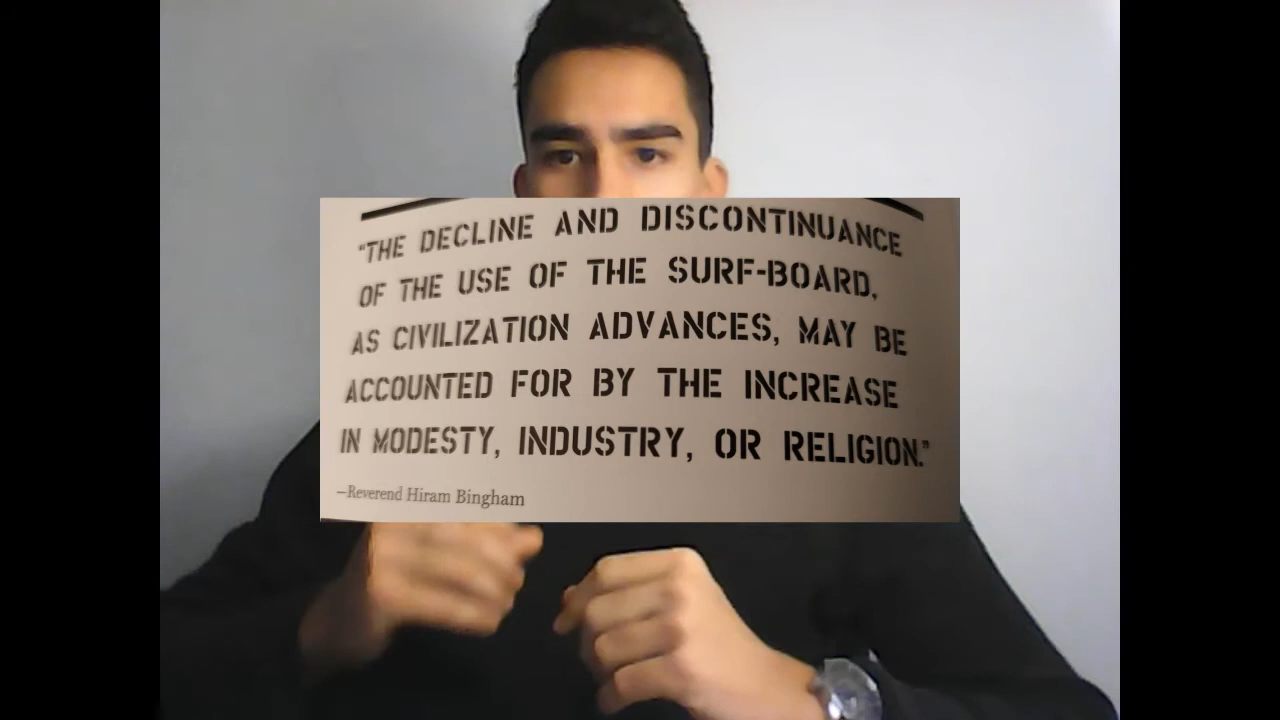 "THE DECLINE AND DISCONTINUANCE
OF THE USE OF THE SURF-BOARD,
AS CIVILIZATION ADVANCES, MAY BE
ACCOUNTED FOR BY THE INCREASE
IN MODESTY, INDUSTRY, OR RELIGION."
—Reverend Hiram Bingham